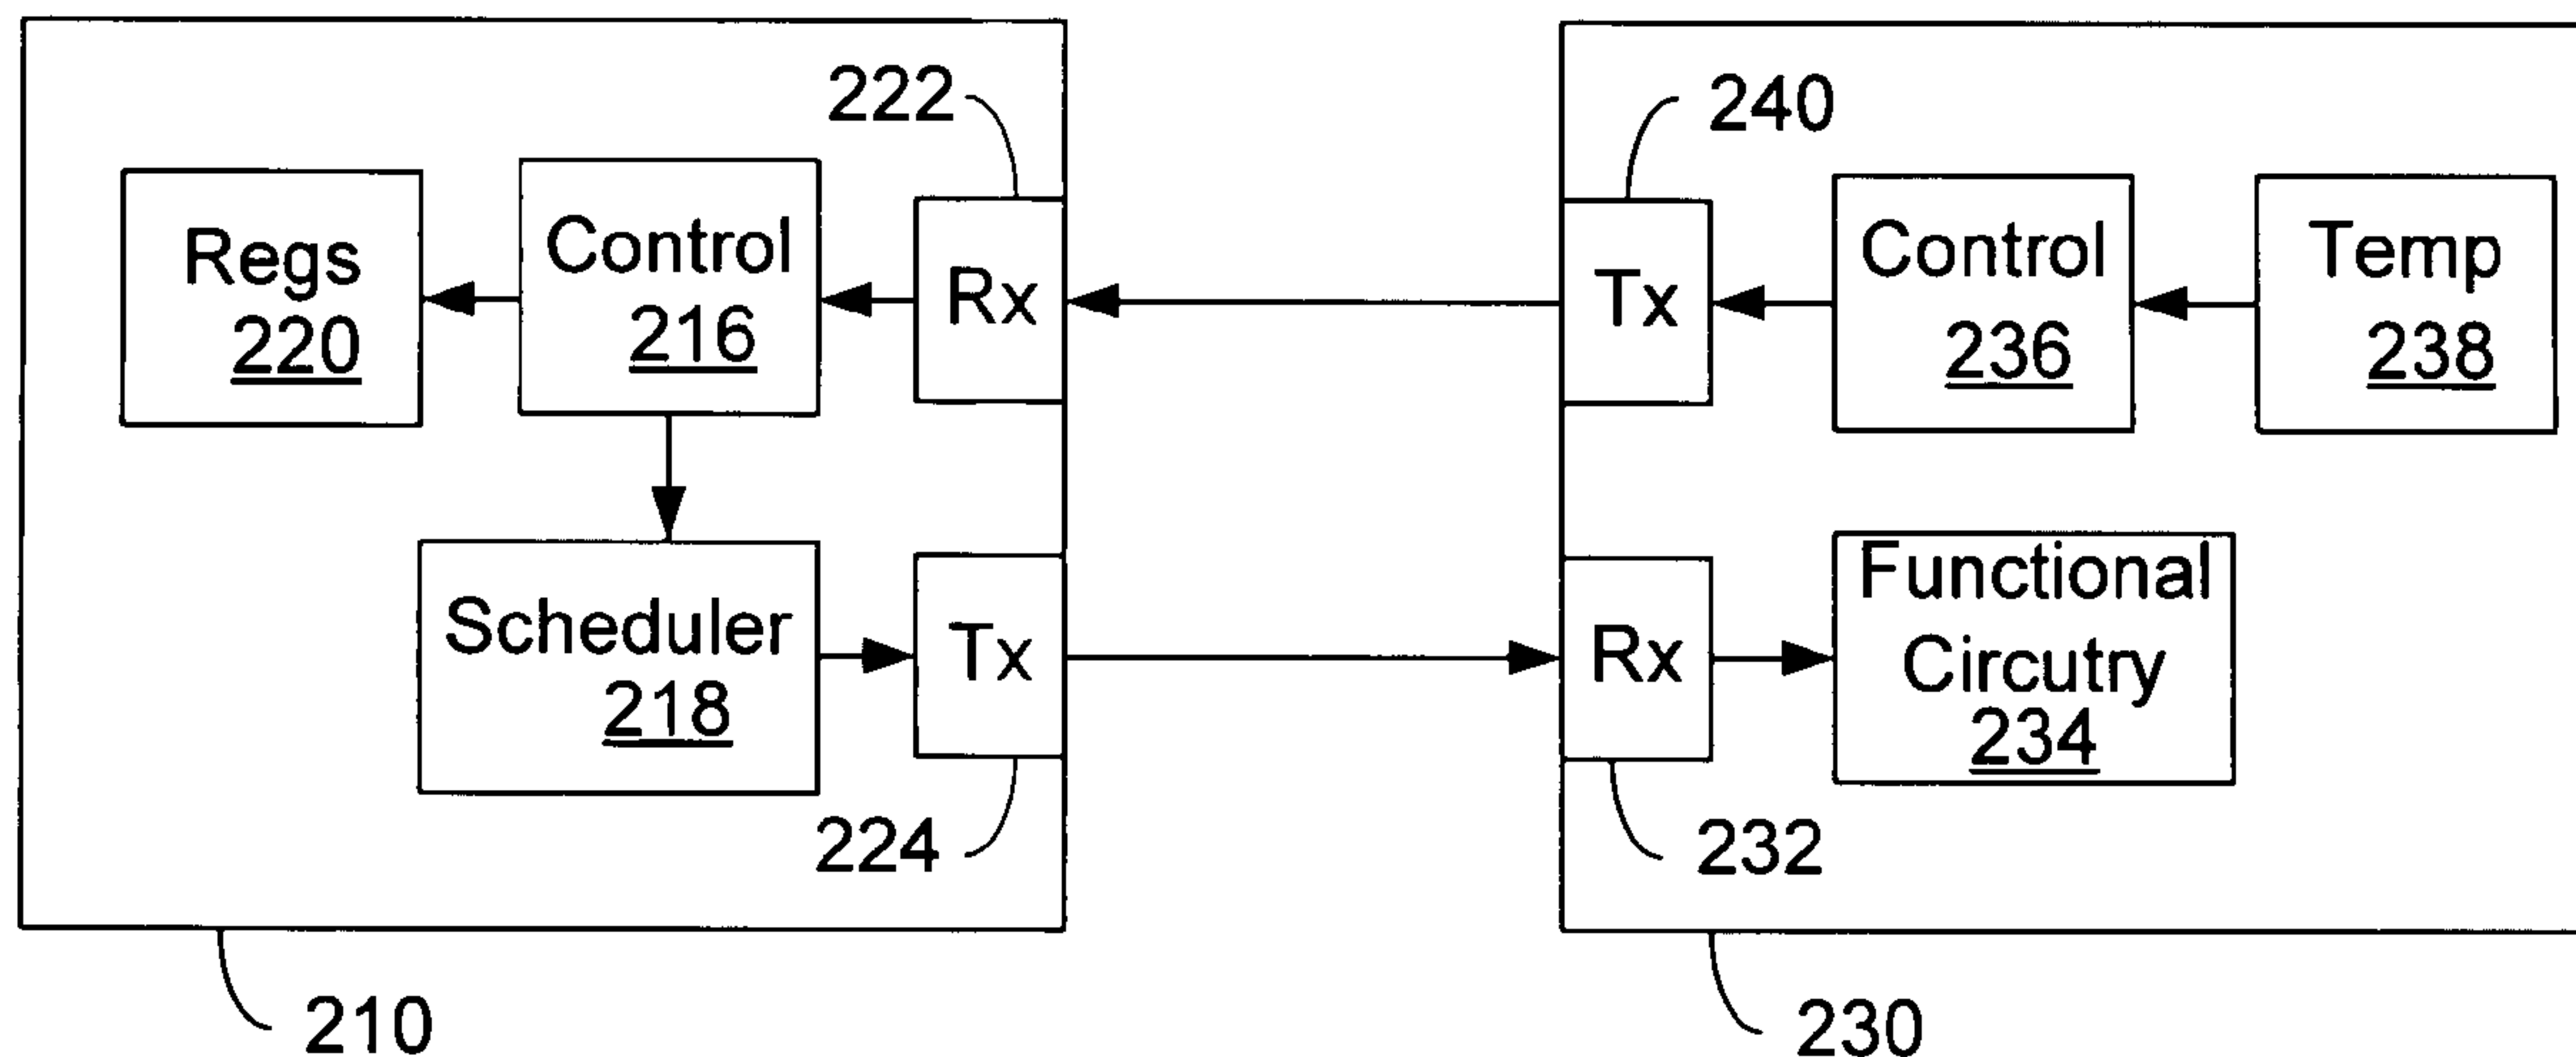 222
240
Regs
220
Control
216
Rx
Tx
Control
236
Temp
238
Scheduler
218
Tx
Rx
Functional
Circutry
234
224
232
210
230